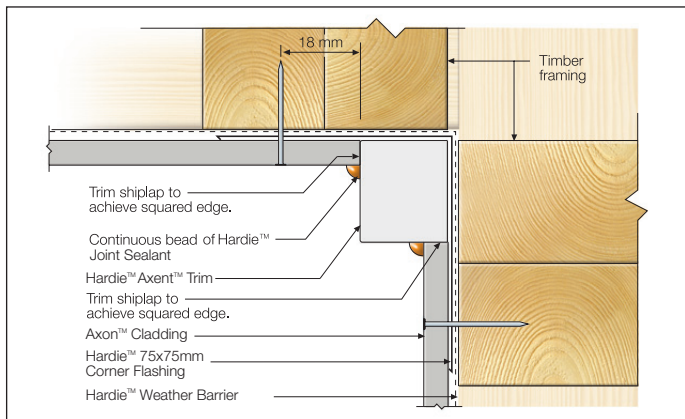 18 mm
Timber
framing
Trim shiplap to
achieve squared edge.
Continuous bead of Hardie™
Joint Sealant
Hardie™ Axent™ Trim
Trim shiplap to
achieve squared edge.
Axon™ Cladding
Hardie™ 75x75mm
Corner Flashing
Hardie™ Weather Barrier